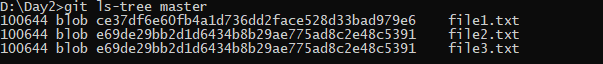 D:\Day2>git ls-tree master
100644 blob ce37df6e60fb4a1d736dd2face528d33bad979e6    file1.txt
100644 blob e69de29bb2d1d6434b8b29ae775ad8c2e48c5391    file2.txt
100644 blob e69de29bb2d1d6434b8b29ae775ad8c2e48c5391    file3.txt